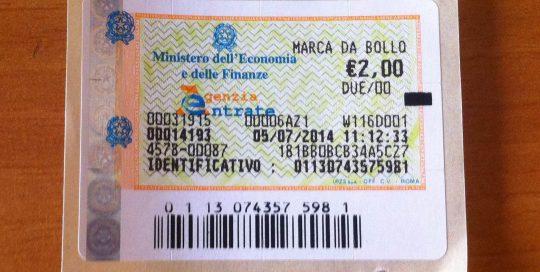 MARCA DA BOLLO
Ministero dell'Economia
e delle Finanze
€2,00
DUE/00
genzia
ntrate
00031915 00006AZ1 W116D001
00014193 05/07/2014 11:12:33
4578-00087 181BB0BCB34A5C27
IDENTIFICATIVO : 01130743575981
ROMA
0 1 13 074357 598 1